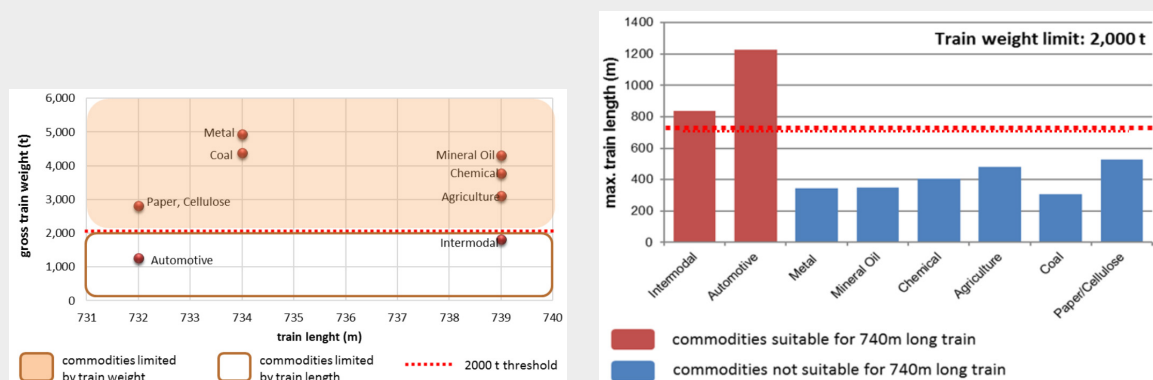 6,000
5,000
4,000
3,000
2,000
1,000
0
gross train weight (t)
Metal
Coal
Mineral Oil
Chemical
Agriculture
Paper, Cellulose
Intermodal
Automotive
731 732 733 734 735 736 737 738 739 740
train lenght (m)
commodities limited
by train weight
commodities limited
by train length
2000 t threshold
1400
1200
1000
800
600
400
200
0
max. train length (m)
Train weight limit: 2,000 t
Intermodal
Automotive
Metal
Mineral Oil
Chemical
Agriculture
Coal
Paper/Cellulose
commodities suitable for 740m long train
commodities not suitable for 740m long train